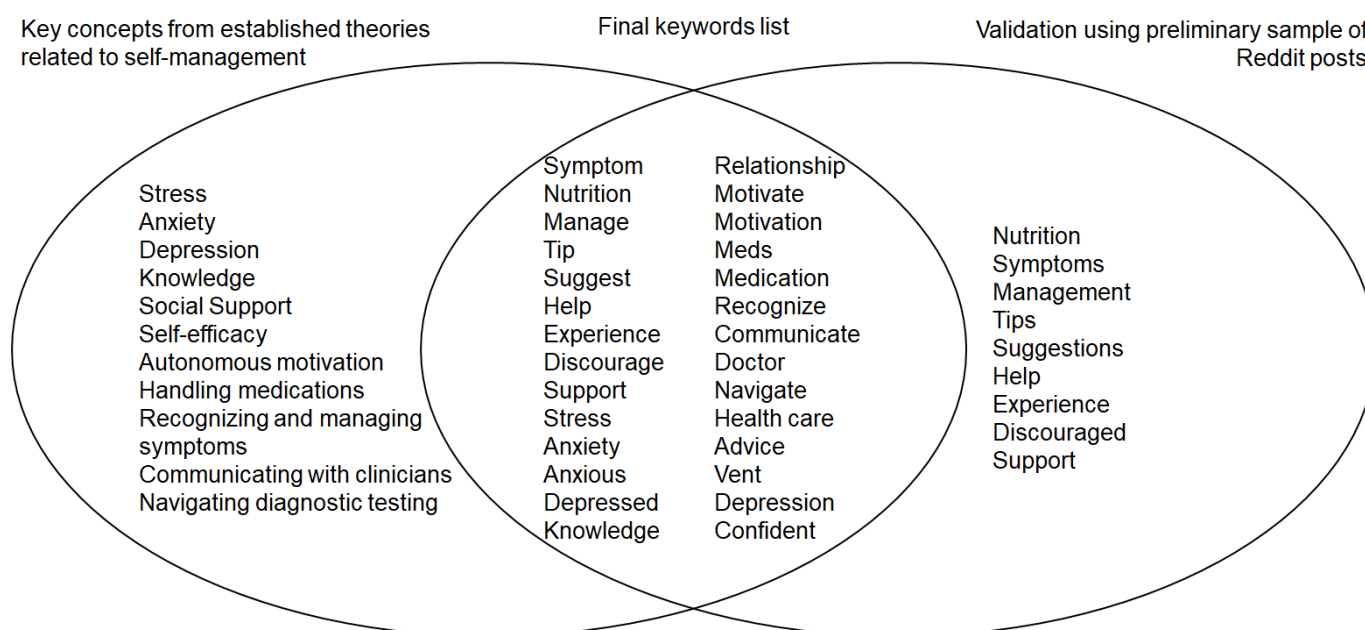 Key concepts from established theories
related to self-management
Final keywords list
Validation using preliminary sample of
Reddit posts
Stress
Anxiety
Depression
Knowledge
Social Support
Self-efficacy
Autonomous motivation
Handling medications
Recognizing and managing
symptoms
Communicating with clinicians
Navigating diagnostic testing
Symptom
Nutrition
Manage
Tip
Suggest
Help
Experience
Discourage
Support
Stress
Anxiety
Anxious
Depressed
Knowledge
Relationship
Motivate
Motivation
Meds
Medication
Recognize
Communicate
Doctor
Navigate
Health care
Advice
Vent
Depression
Confident
Nutrition
Symptoms
Management
Tips
Suggestions
Help
Experience
Discouraged
Support